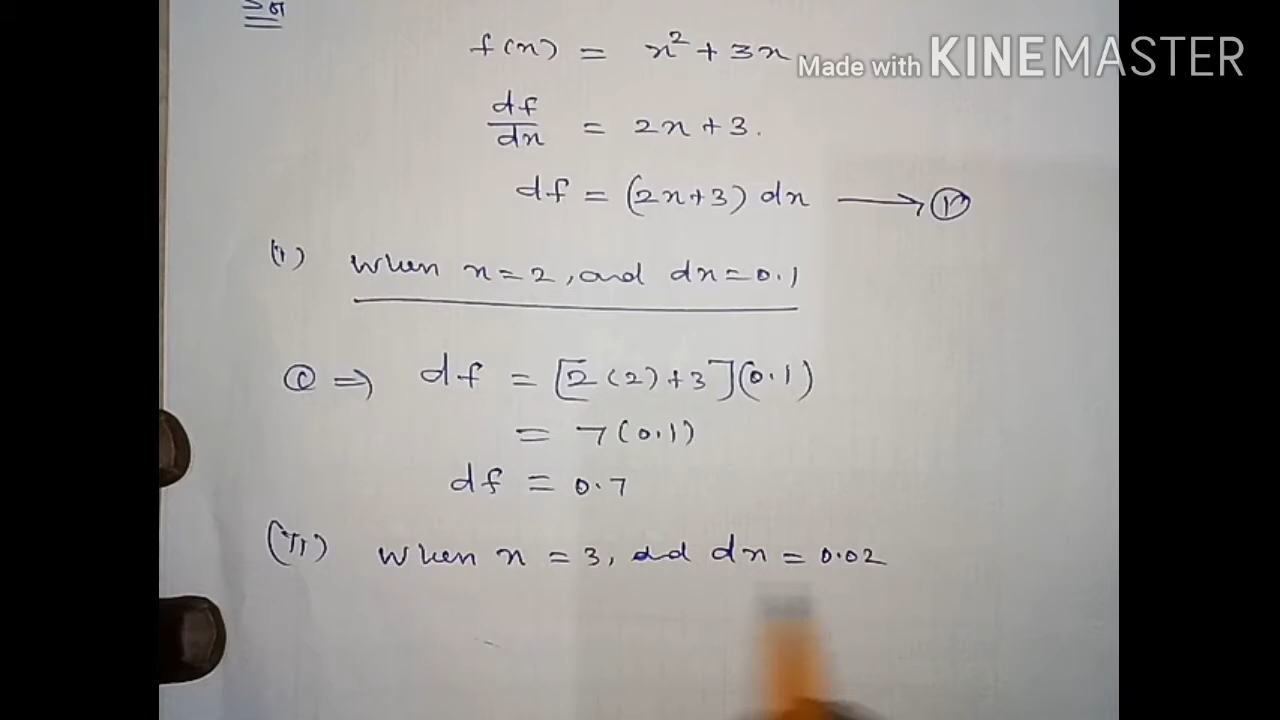 f(x) = x² + 3x
Made with KINEMASTER
df/dx = 2x + 3.
df = (2x+3) dx → ①
(i) when x=2, and dx=0.1
① ⇒ df = [2(2)+3](0.1)
= 7(0.1)
df = 0.7
(ii) when x = 3, and dx = 0.02